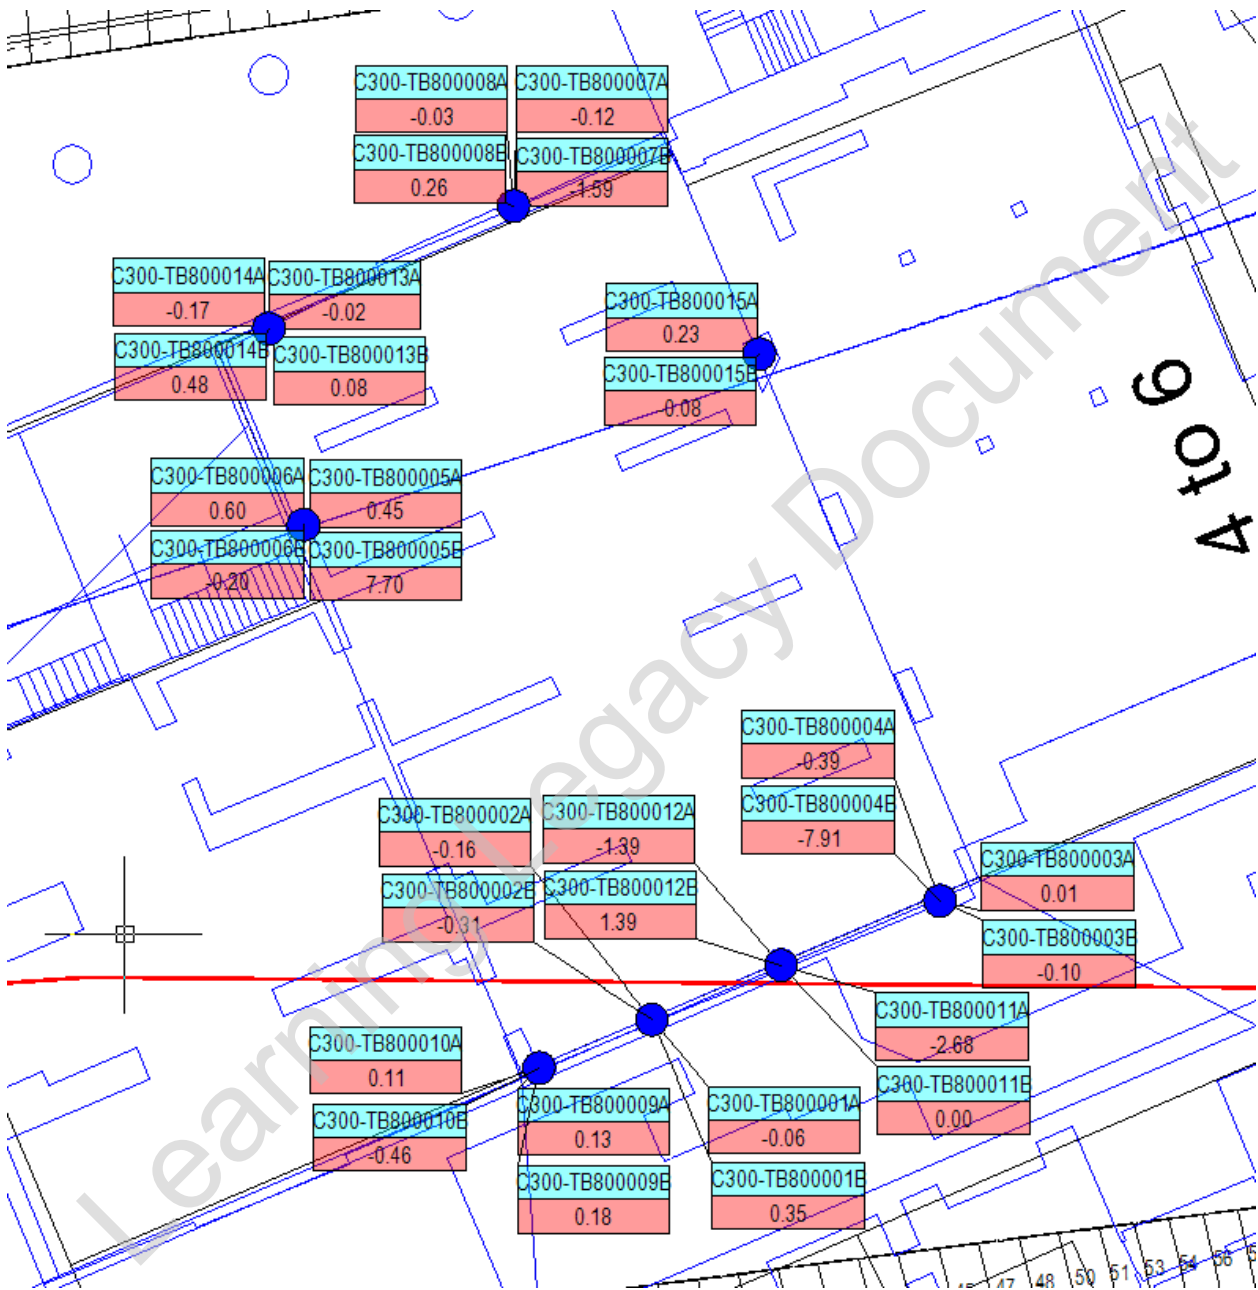 C300-TB800008A C300-TB800007A
-0.03 -0.12
C300-TB800008B C300-TB800007B
0.26 -1.59
C300-TB800014A C300-TB800013A
-0.17 -0.02
C300-TB800014B C300-TB800013B
0.48 0.08
C300-TB800015A
0.23
C300-TB800015B
-0.08
4 to 6
C300-TB800006A C300-TB800005A
0.60 0.45
C300-TB800006B C300-TB800005B
-0.20 7.70
C300-TB800004A
-0.39
C300-TB800004B
-7.91
C300-TB800002A C300-TB800012A
-0.16 -1.39
C300-TB800002B C300-TB800012B
-0.31 1.39
C300-TB800003A
0.01
C300-TB800003B
-0.10
C300-TB800011A
-2.68
C300-TB800011B
0.00
C300-TB800010A
0.11
C300-TB800010B
-0.46
C300-TB800009A C300-TB800001A
0.13 -0.06
C300-TB800009B C300-TB800001B
0.18 0.35
47 48 50 51 53 54 56
Learning Legacy Document